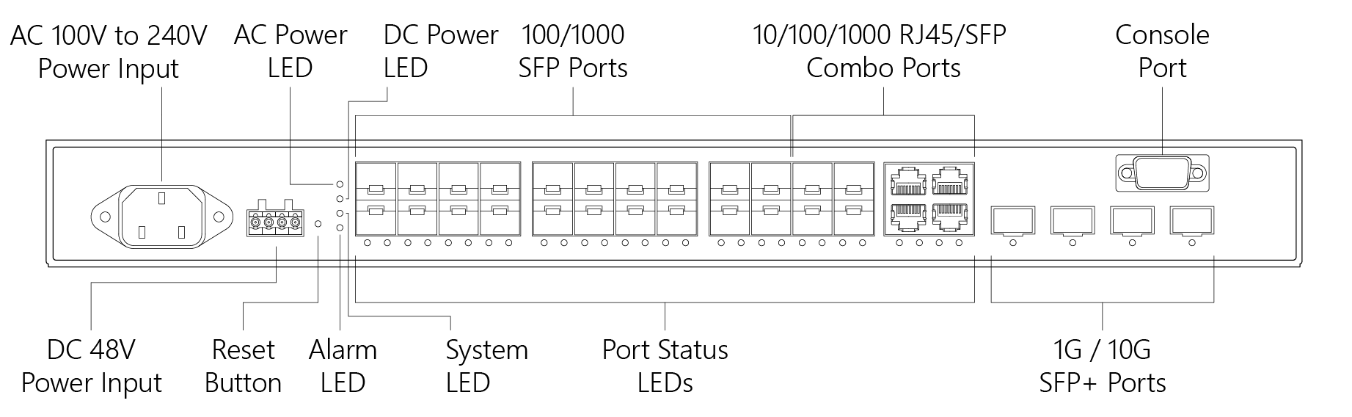 AC 100V to 240V
Power Input
AC Power
LED
DC Power
LED
100/1000
SFP Ports
10/100/1000 RJ45/SFP
Combo Ports
Console
Port
DC 48V
Power Input
Reset
Button
Alarm
LED
System
LED
Port Status
LEDs
1G / 10G
SFP+ Ports